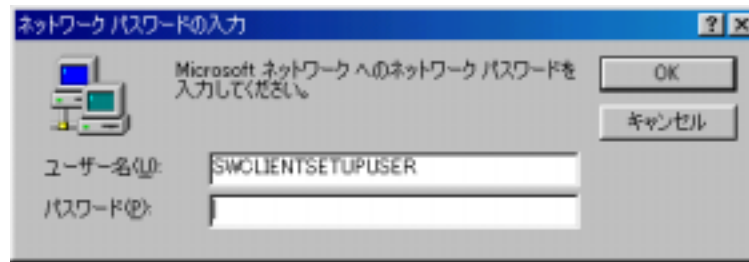 ネットワーク パスワードの入力
Microsoft ネットワーク へのネットワーク パスワードを
入力してください。
OK
キャンセル
ユーザー名(U):
SWCLIENTSETUPUSER
パスワード(P):